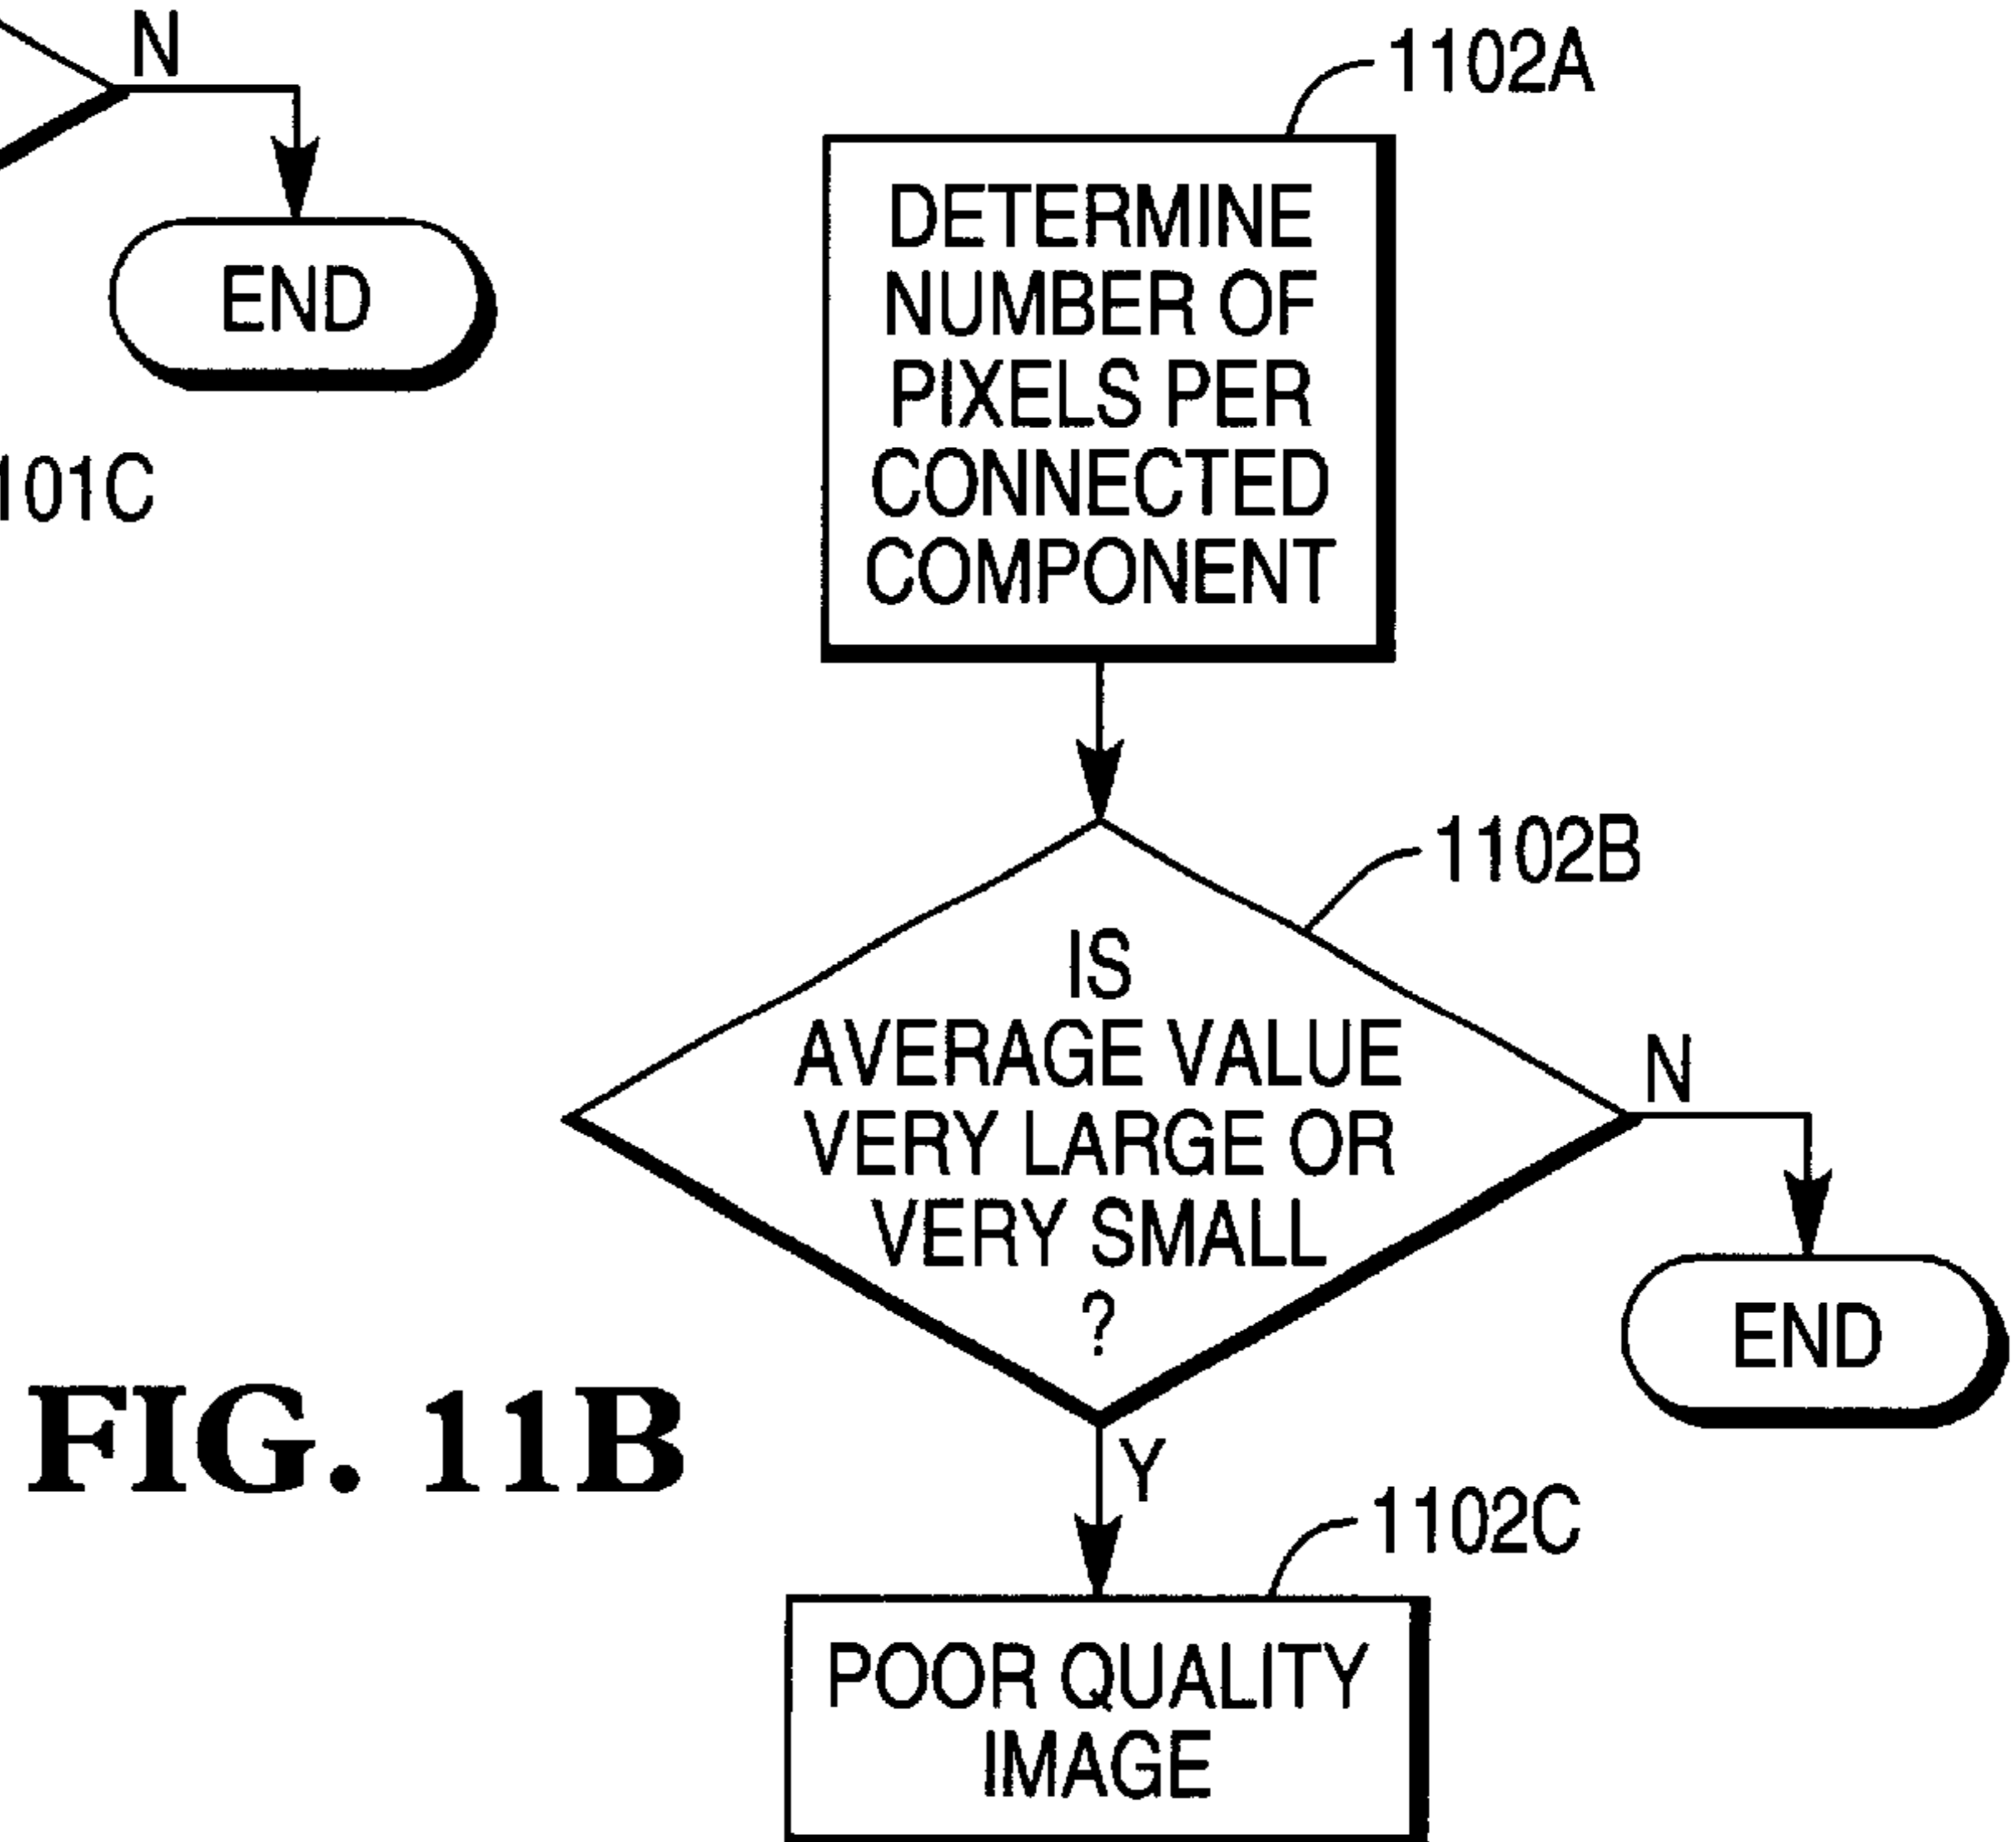 N
END
101C
1102A
DETERMINE
NUMBER OF
PIXELS PER
CONNECTED
COMPONENT
1102B
IS
AVERAGE VALUE
VERY LARGE OR
VERY SMALL
?
N
END
Y
1102C
POOR QUALITY
IMAGE
FIG. 11B